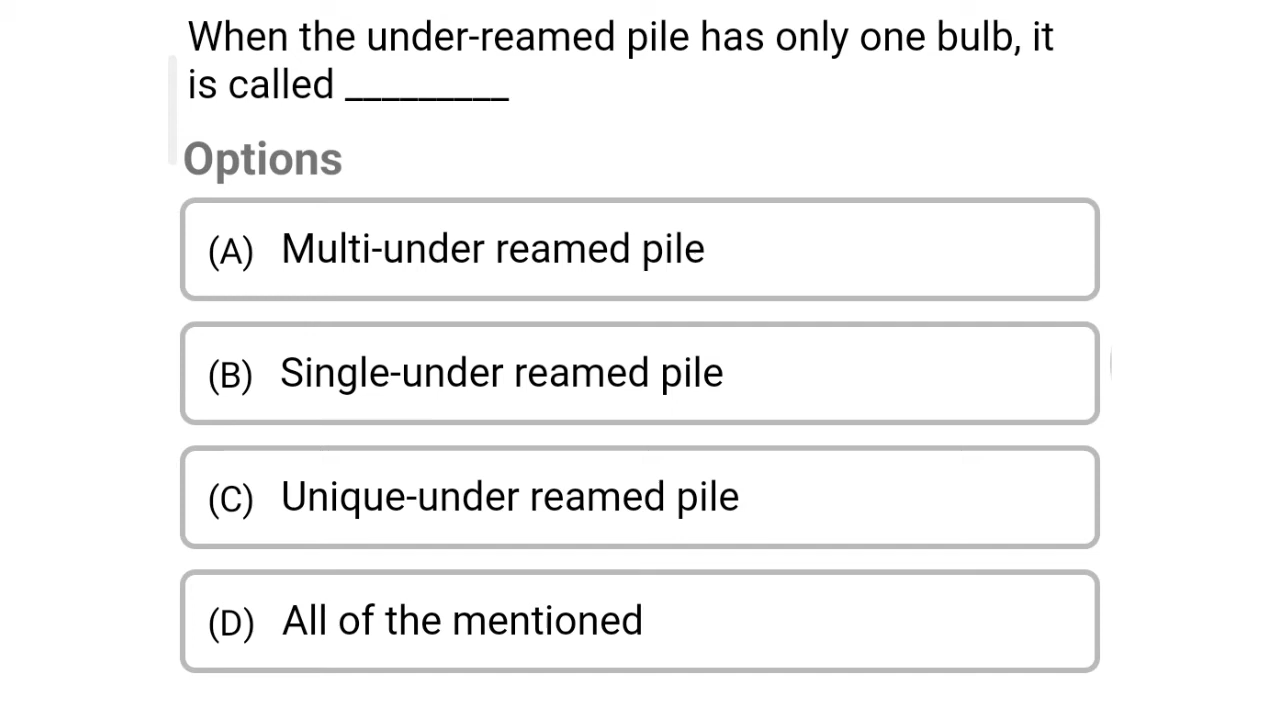 When the under-reamed pile has only one bulb, it
is called _________
Options
(A) Multi-under reamed pile
(B) Single-under reamed pile
(C) Unique-under reamed pile
(D) All of the mentioned